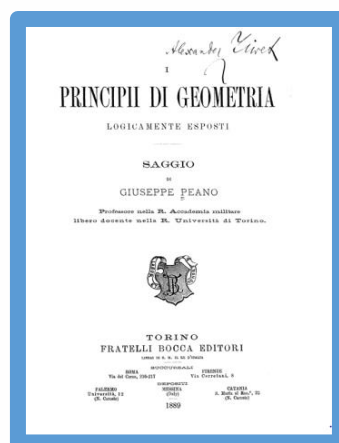 Alexander Ziwet
I
PRINCIPII DI GEOMETRIA
LOGICAMENTE ESPOSTI
SAGGIO
DI
GIUSEPPE PEANO
Professore nella R. Accademia militare
libero docente nella R. Università di Torino.
TORINO
FRATELLI BOCCA EDITORI
SUCCURSALI
ROMA
FIRENZE
Via del Corso, 216-217
Via Cerretani, 8
DEPOSITI
PALERMO
MESSINA
CATANIA
Università, 12
1889